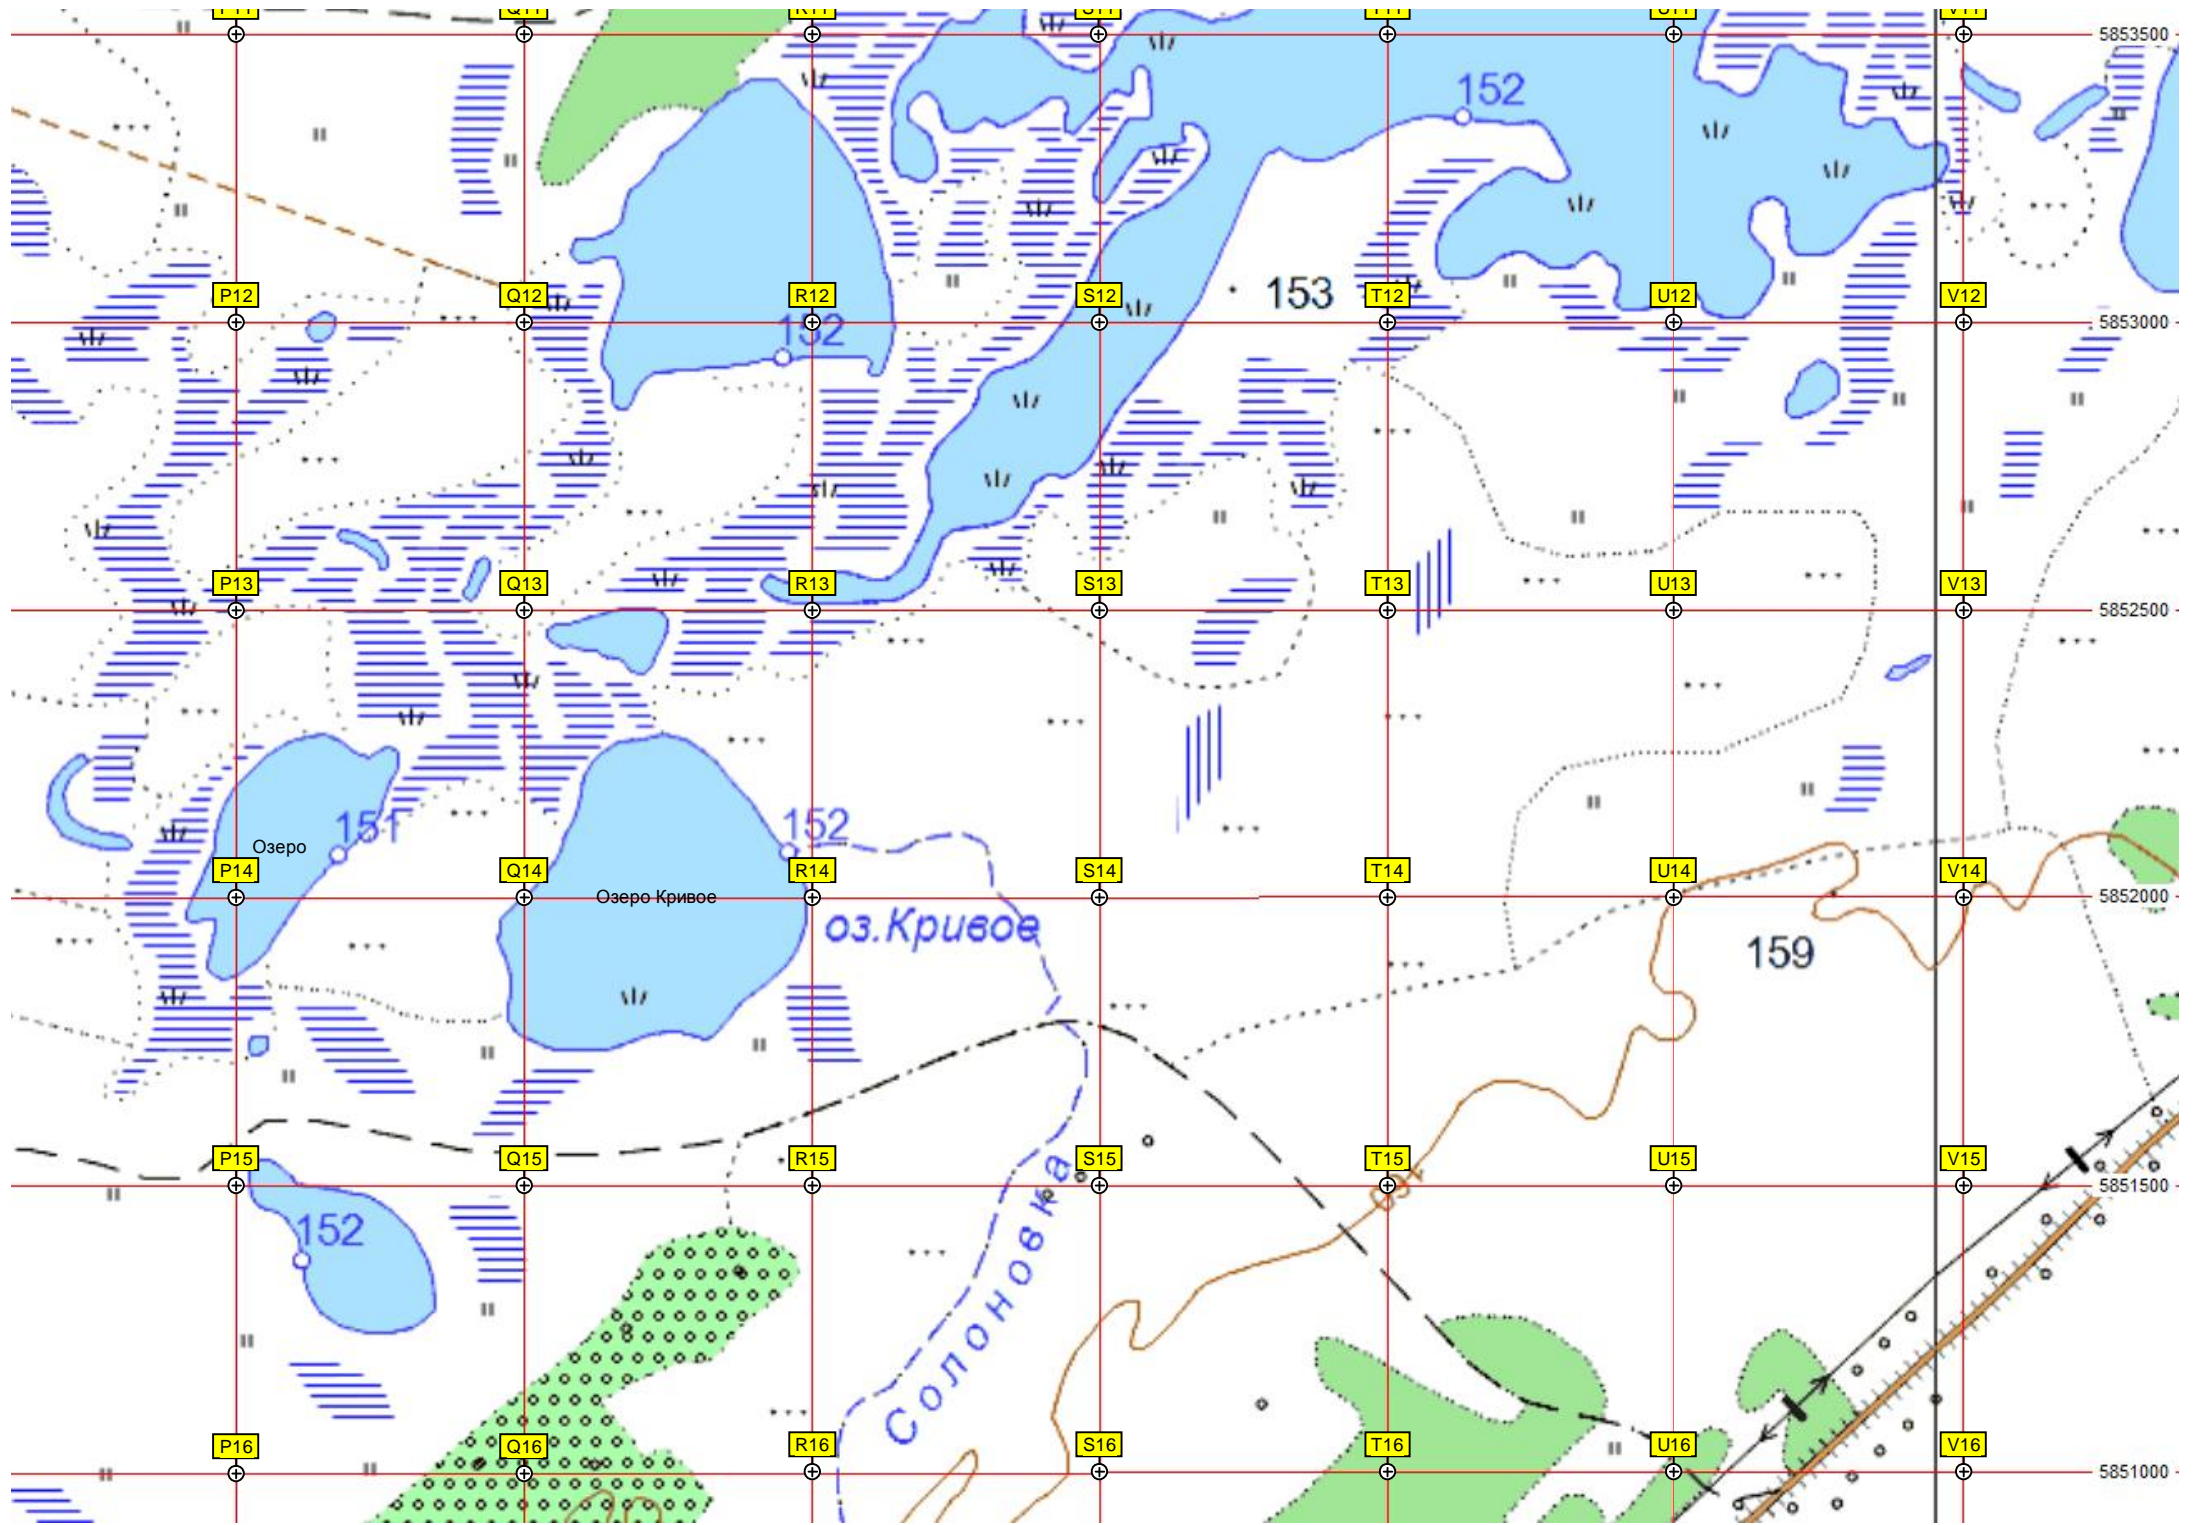 5853500
152
P12
Q12
R12
S12
153
T12
U12
V12
5853000
152
P13
Q13
R13
S13
T13
U13
V13
5852500
151
152
Озеро
P14
Q14
R14
S14
T14
U14
V14
5852000
Озеро Кривое
оз.Кривое
159
P15
Q15
R15
S15
T15
U15
V15
5851500
152
Солоновка
P16
Q16
R16
S16
T16
U16
V16
5851000